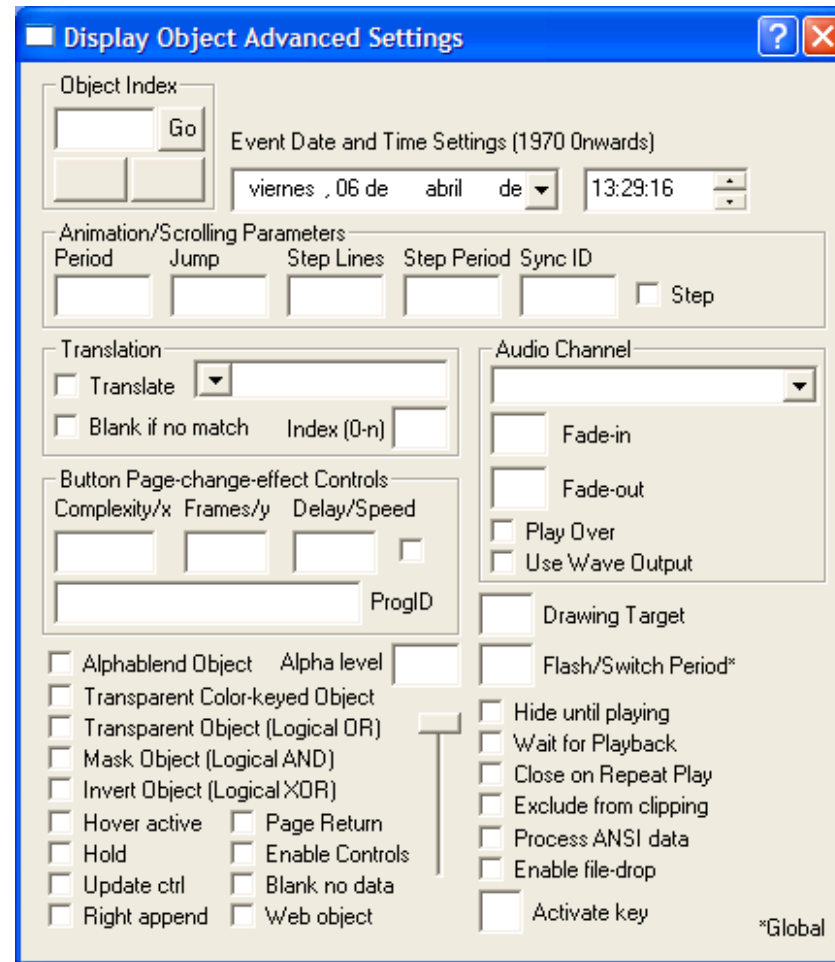 Display Object Advanced Settings
Object Index
Go
Event Date and Time Settings (1970 0nwards)
viernes , 06 de abril de
13:29:16
Animation/Scrolling Parameters
Period Jump Step Lines Step Period Sync ID
Step
Translation
Translate
Blank if no match Index (0-n)
Audio Channel
Fade-in
Fade-out
Play Over
Use Wave Output
Button Page-change-effect Controls
Complexity/x Frames/y Delay/Speed
ProgID
Drawing Target
Flash/Switch Period*
Alphablend Object Alpha level
Transparent Color-keyed Object
Transparent Object (Logical OR)
Mask Object (Logical AND)
Invert Object (Logical XOR)
Hover active Page Return
Hold Enable Controls
Update ctrl Blank no data
Right append Web object
Hide until playing
Wait for Playback
Close on Repeat Play
Exclude from clipping
Process ANSI data
Enable file-drop
Activate key
*Global